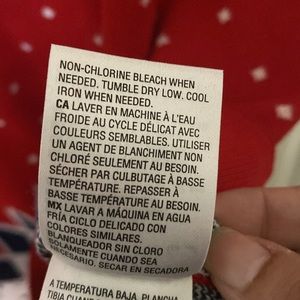 NON-CHLORINE BLEACH WHEN
NEEDED. TUMBLE DRY LOW. COOL
IRON WHEN NEEDED.
CA LAVER EN MACHINE À L'EAU
FROIDE AU CYCLE DÉLICAT AVEC
COULEURS SEMBLABLES. UTILISER
UN AGENT DE BLANCHIMENT NON
CHLORÉ SEULEMENT AU BESOIN.
SÉCHER PAR CULBUTAGE À BASSE
TEMPÉRATURE. REPASSER À
BASSE TEMPÉRATURE AU BESOIN.
MX LAVAR A MÁQUINA EN AGUA
FRÍA CICLO DELICADO CON
COLORES SIMILARES.
BLANQUEADOR SIN CLORO
SOLAMENTE CUANDO SEA
NECESARIO. SECAR EN SECADORA
A TEMPERATURA BAJA. PLANCHA
TIBIA CUANDO